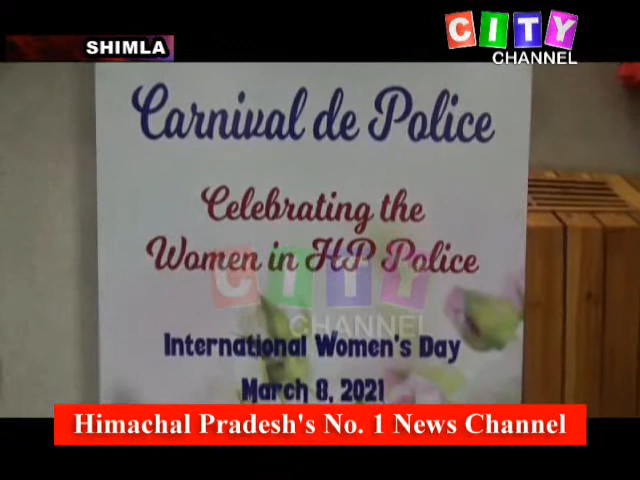 SHIMLA
CITY
CHANNEL
Carnival de Police
Celebrating the
Women in HP Police
CITY
CHANNEL
International Women's Day
March 8, 2021
Himachal Pradesh's No. 1 News Channel